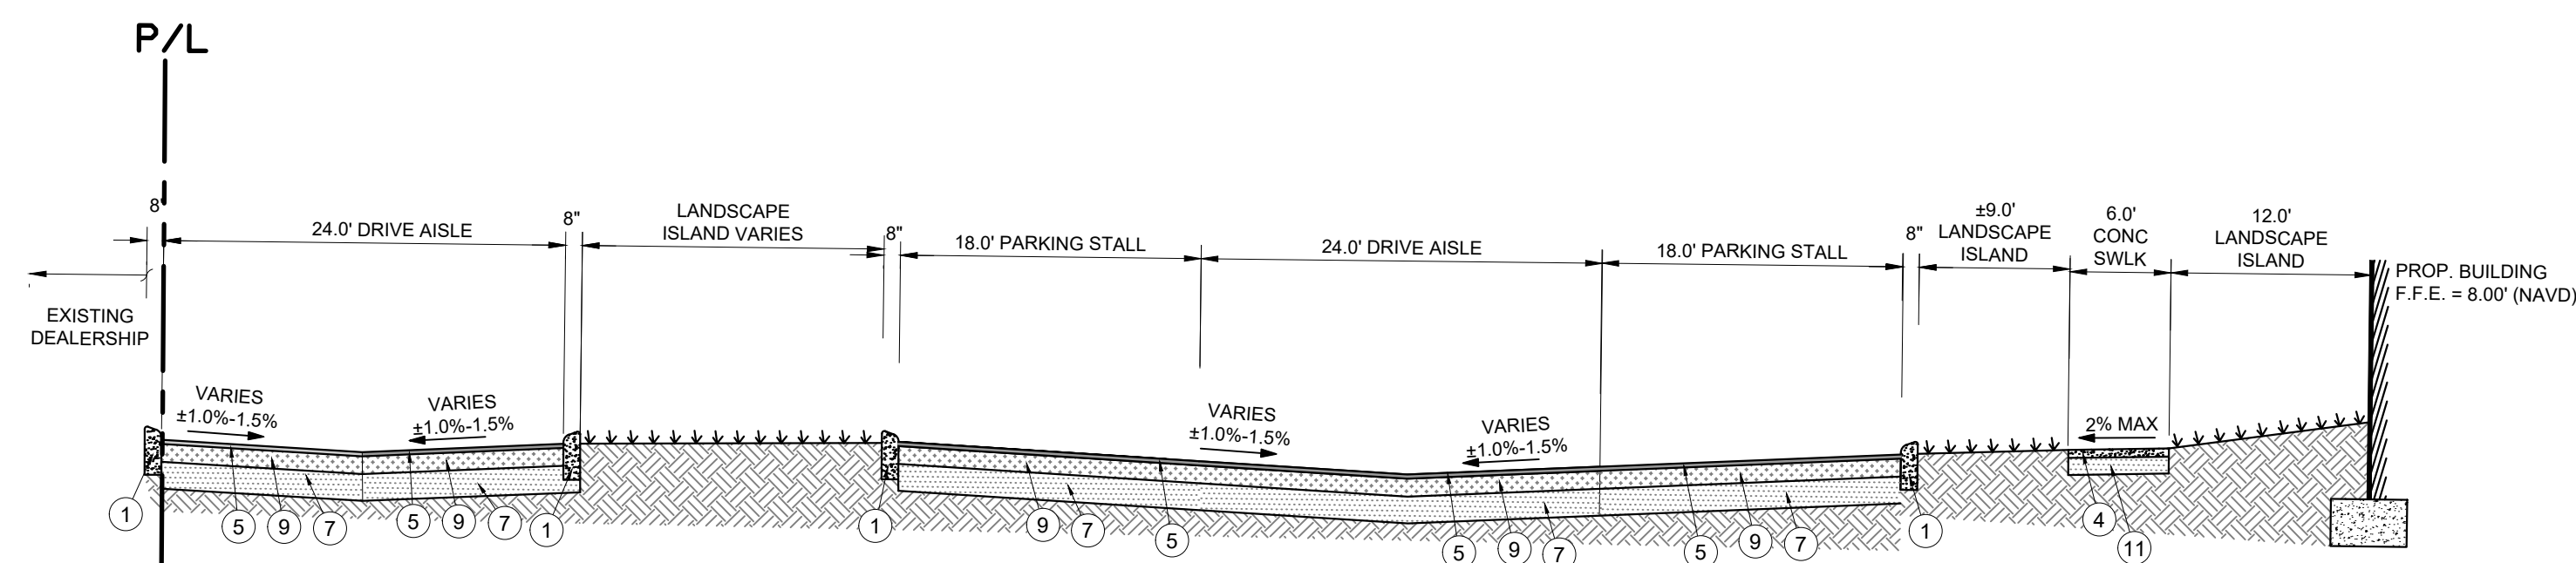 P/L
8"
24.0' DRIVE AISLE
8"
LANDSCAPE
ISLAND VARIES
8"
18.0' PARKING STALL
24.0' DRIVE AISLE
18.0' PARKING STALL
8"
±9.0'
LANDSCAPE
ISLAND
6.0'
CONC
SWLK
12.0'
LANDSCAPE
ISLAND
PROP. BUILDING
F.F.E. = 8.00' (NAVD)
EXISTING
DEALERSHIP
VARIES
±1.0%-1.5%
VARIES
±1.0%-1.5%
VARIES
±1.0%-1.5%
VARIES
±1.0%-1.5%
2% MAX
1
5
9
7
5
9
7
1
1
9
7
5
5
9
7
5
9
7
1
4
11